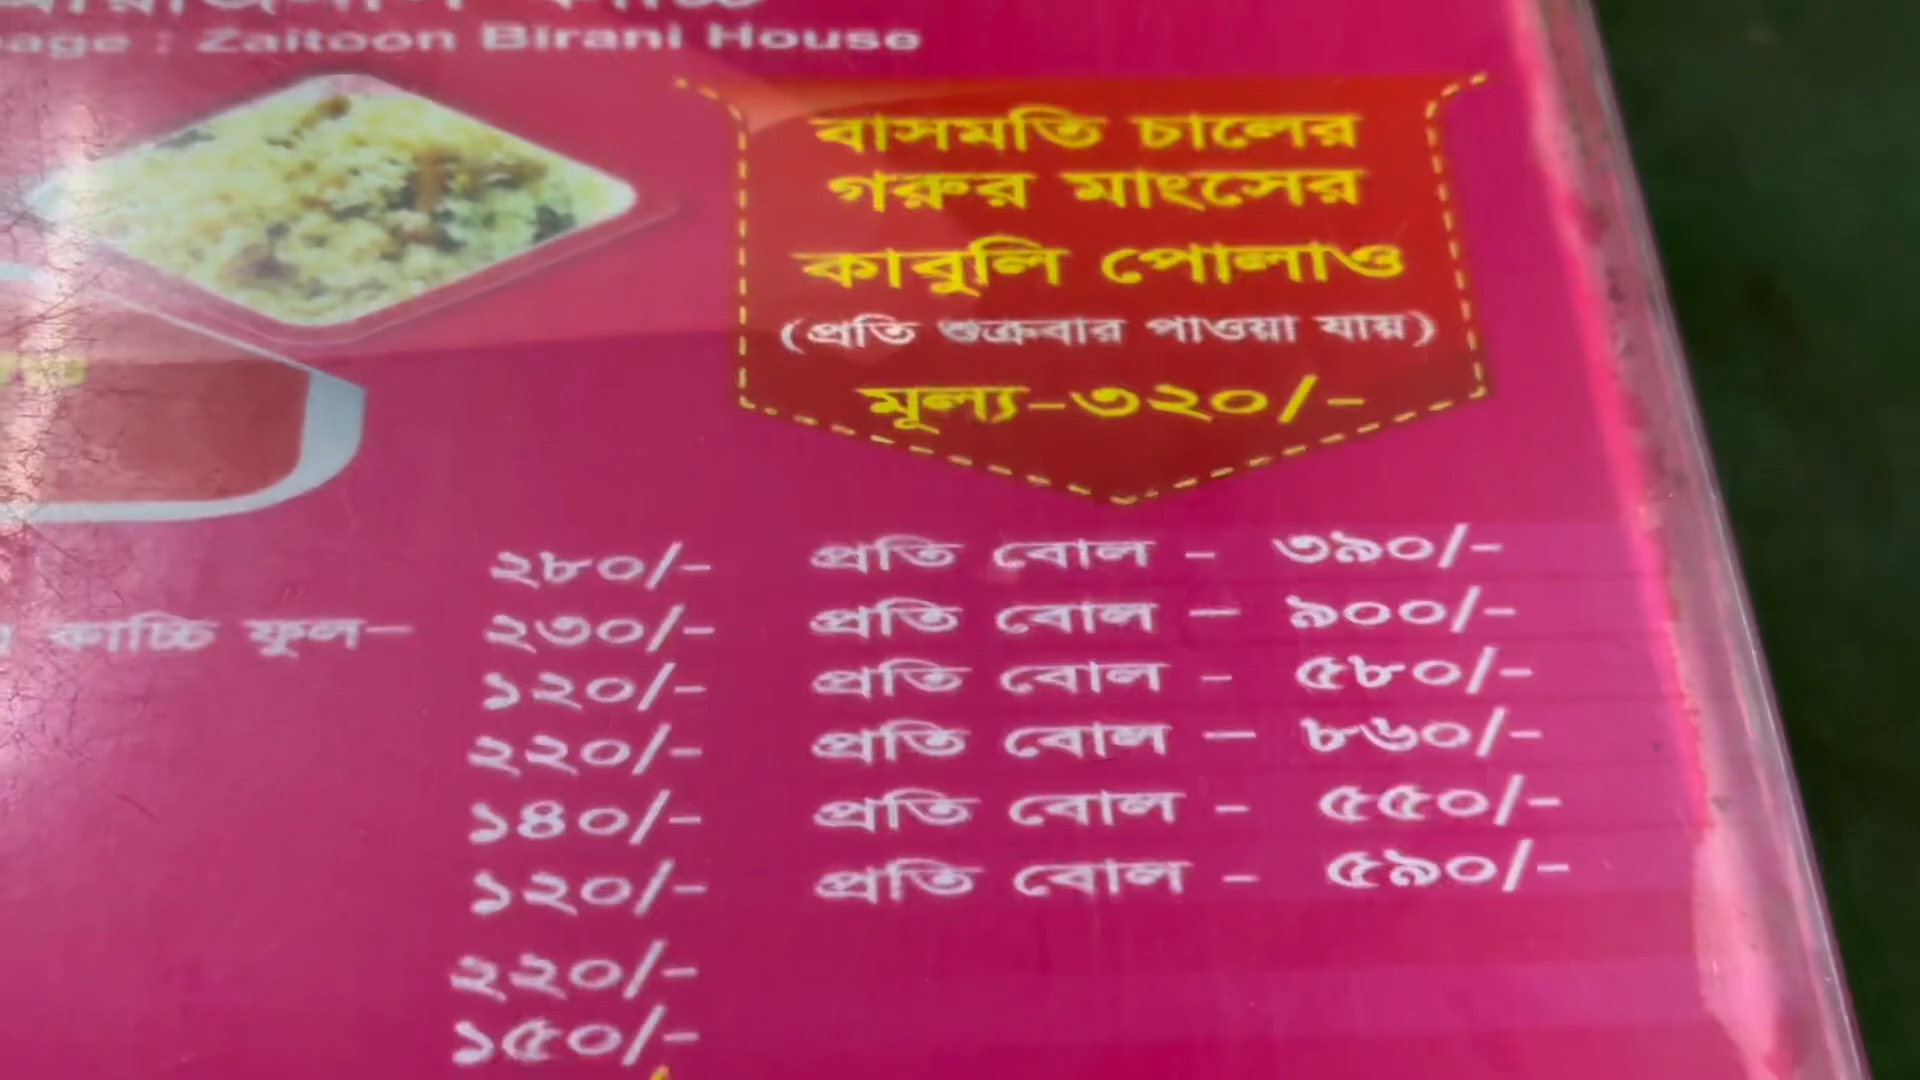 : Zaitoon Birani House
বাসমতি চালের
গরুর মাংসের
কাবুলি পোলাও
(প্রতি শুক্রবার পাওয়া যায়)
মূল্য-৩২০/-
২৮০/- প্রতি বোল - ৩৯০/-
কাচ্চি ফুল- ২৩০/- প্রতি বোল - ৯০০/-
১২০/- প্রতি বোল - ৫৮০/-
২২০/- প্রতি বোল - ৮৬০/-
১৪০/- প্রতি বোল - ৫৫০/-
১২০/- প্রতি বোল - ৫৯০/-
২২০/-
১৫০/-